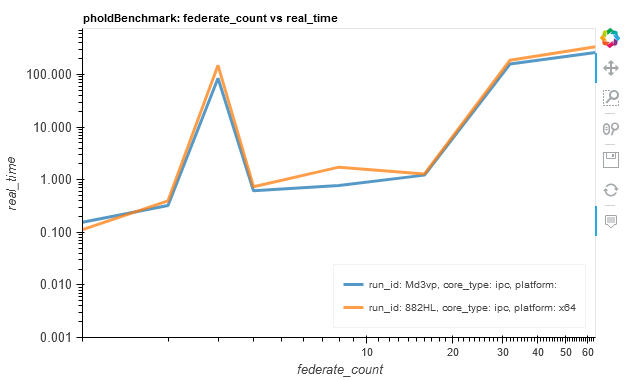 pholdBenchmark: federate_count vs real_time
real_time
100.000
10.000
1.000
0.100
0.010
0.001
10
20
30
40
50
60
federate_count
run_id: Md3vp, core_type: ipc, platform:
run_id: 882HL, core_type: ipc, platform: x64